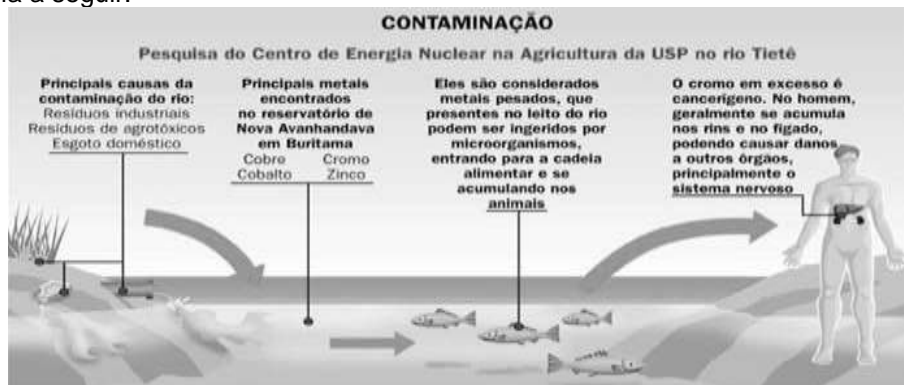 CONTAMINAÇÃO
Pesquisa do Centro de Energia Nuclear na Agricultura da USP no rio Tietê
Principais causas da
contaminação do rio:
Resíduos industriais
Resíduos de agrotóxicos
Esgoto doméstico
Principais metais
encontrados
no reservatório de
Nova Avanhandava
em Buritama
Cobre Cromo
Cobalto Zinco
Eles são considerados
metais pesados, que
presentes no leito do rio
podem ser ingeridos por
microorganismos,
entrando para a cadeia
alimentar e se
acumulando nos
animais
O cromo em excesso é
cancerígeno. No homem,
geralmente se acumula
nos rins e no fígado,
podendo causar danos
a outros órgãos,
principalmente o
sistema nervoso